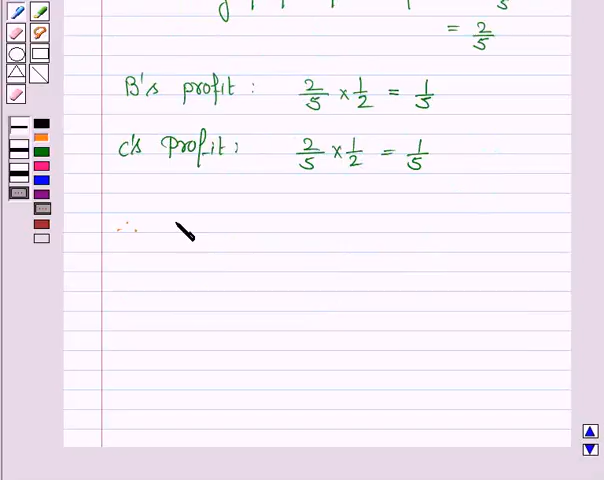 = 2/5
B's profit : 2/5 × 1/2 = 1/5
C's Profit : 2/5 × 1/2 = 1/5
∴